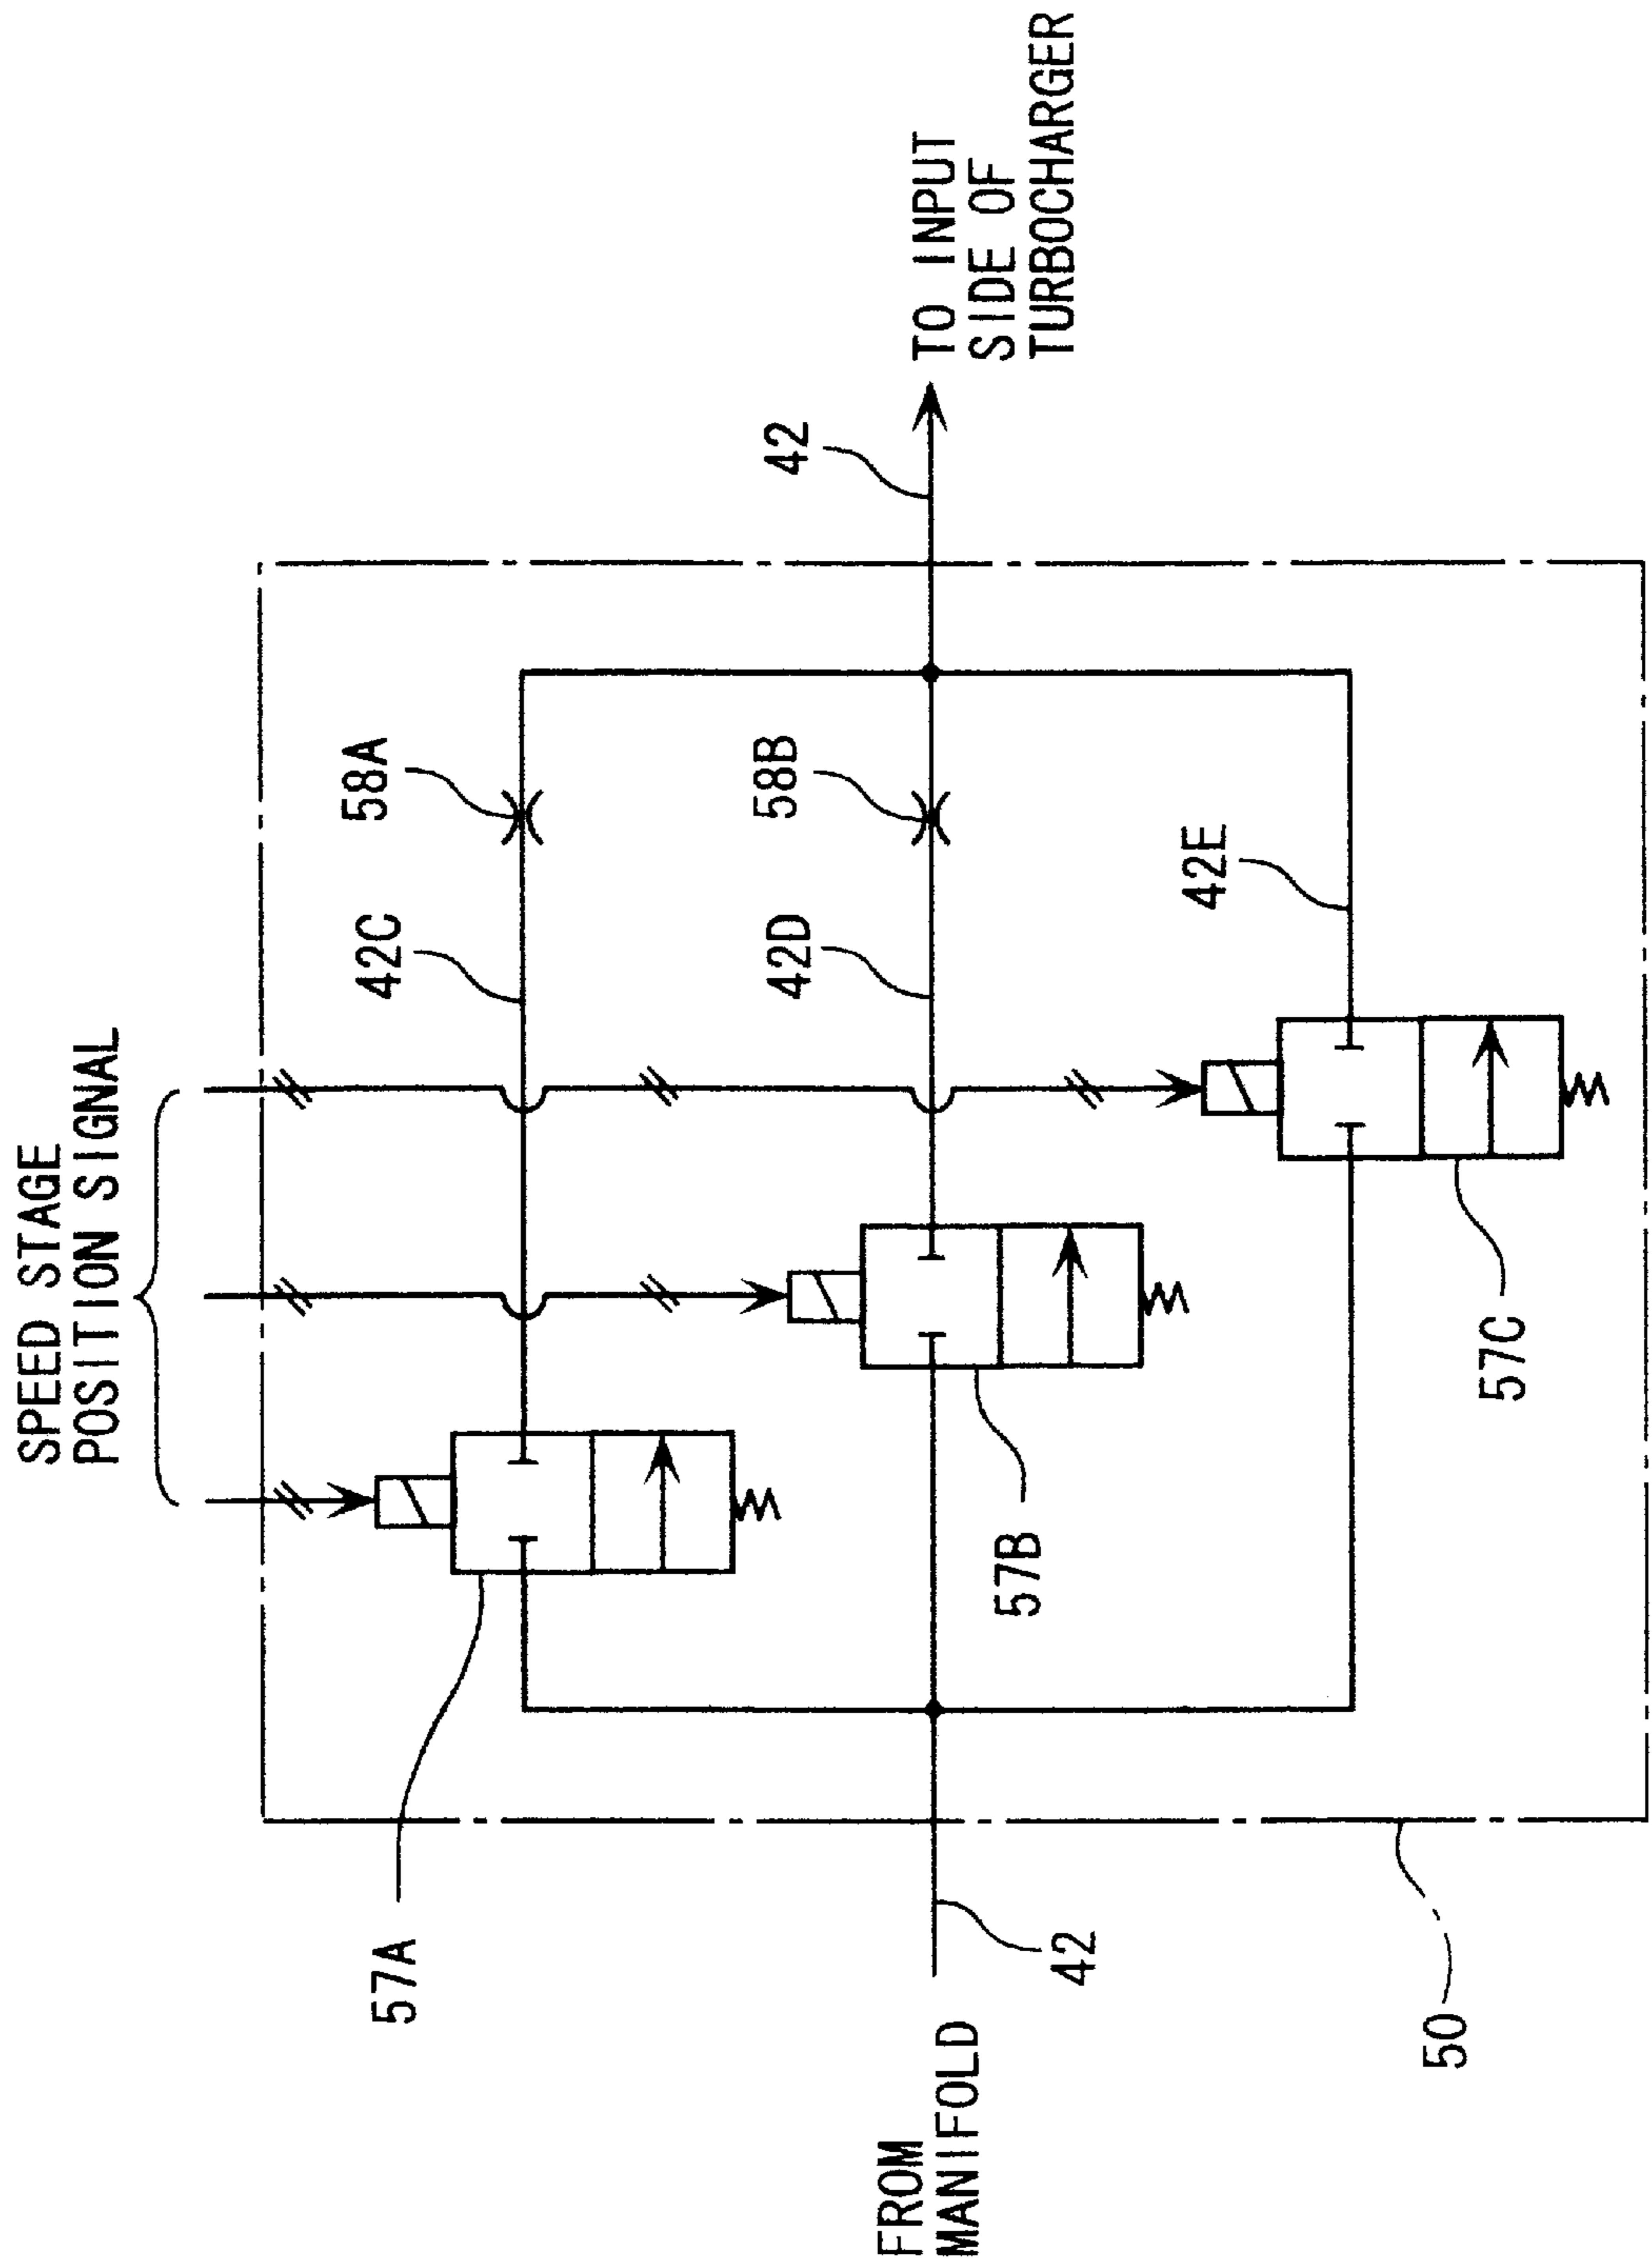 SPEED STAGE
POSITION SIGNAL
57A
42C
58A
42D
58B
42
TO INPUT
SIDE OF
TURBOCHARGER
FROM
MANIFOLD
42
57B
42E
57C
50